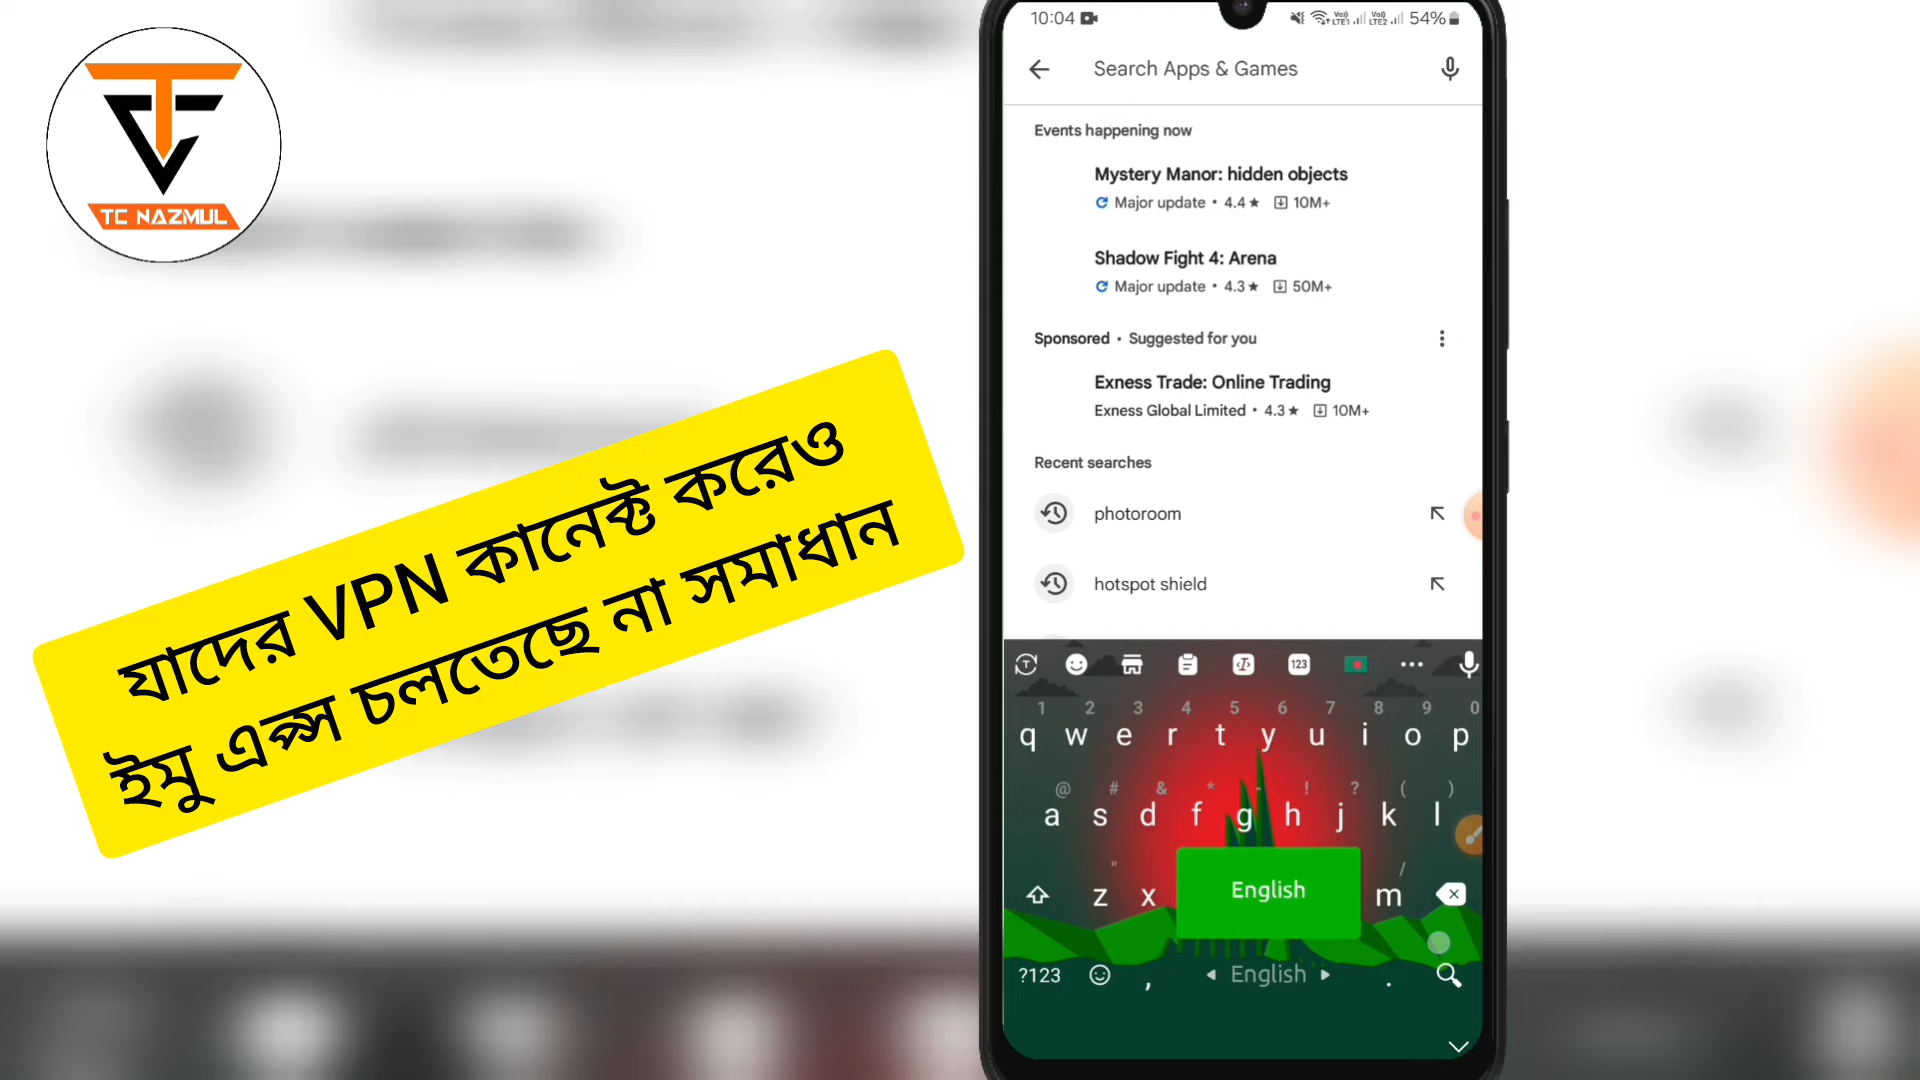 TC NAZMUL
যাদের VPN কানেক্ট করেও
ইমু এপ্স চলতেছে না সমাধান
10:04 54%
Search Apps & Games
Events happening now
Mystery Manor: hidden objects
Major update • 4.4★ 10M+
Shadow Fight 4: Arena
Major update • 4.3★ 50M+
Sponsored • Suggested for you
Exness Trade: Online Trading
Exness Global Limited • 4.3★ 10M+
Recent searches
photoroom
hotspot shield
123
1 2 3 4 5 6 7 8 9 0
q w e r t y u i o p
@ # & * - ! ? ( )
a s d f g h j k l
" /
z x English m
?123 , English .